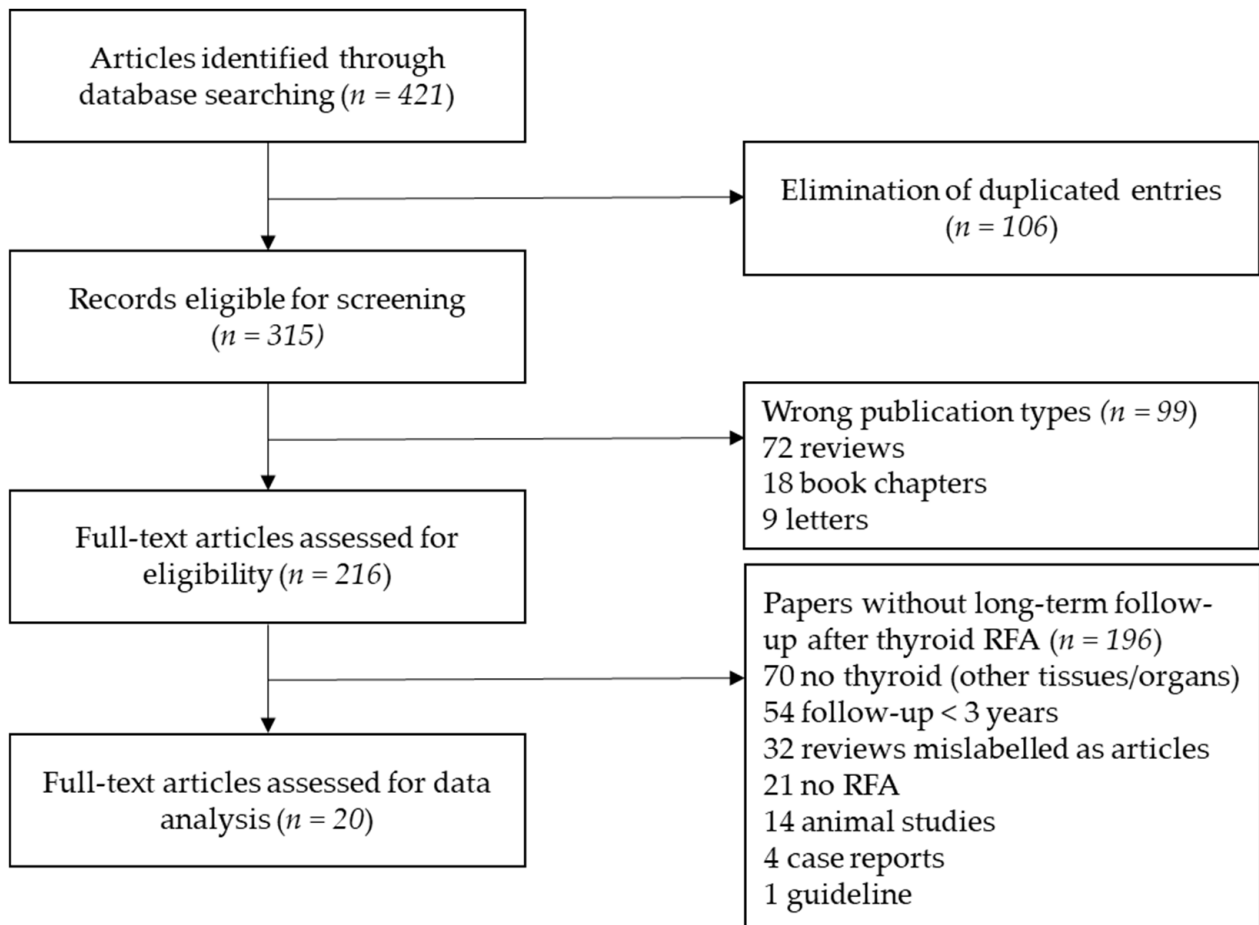 Articles identified through
database searching (n = 421)
Elimination of duplicated entries
(n = 106)
Records eligible for screening
(n = 315)
Wrong publication types (n = 99)
72 reviews
18 book chapters
9 letters
Full-text articles assessed for
eligibility (n = 216)
Papers without long-term follow-
up after thyroid RFA (n = 196)
70 no thyroid (other tissues/organs)
54 follow-up < 3 years
32 reviews mislabelled as articles
21 no RFA
14 animal studies
4 case reports
1 guideline
Full-text articles assessed for data
analysis (n = 20)